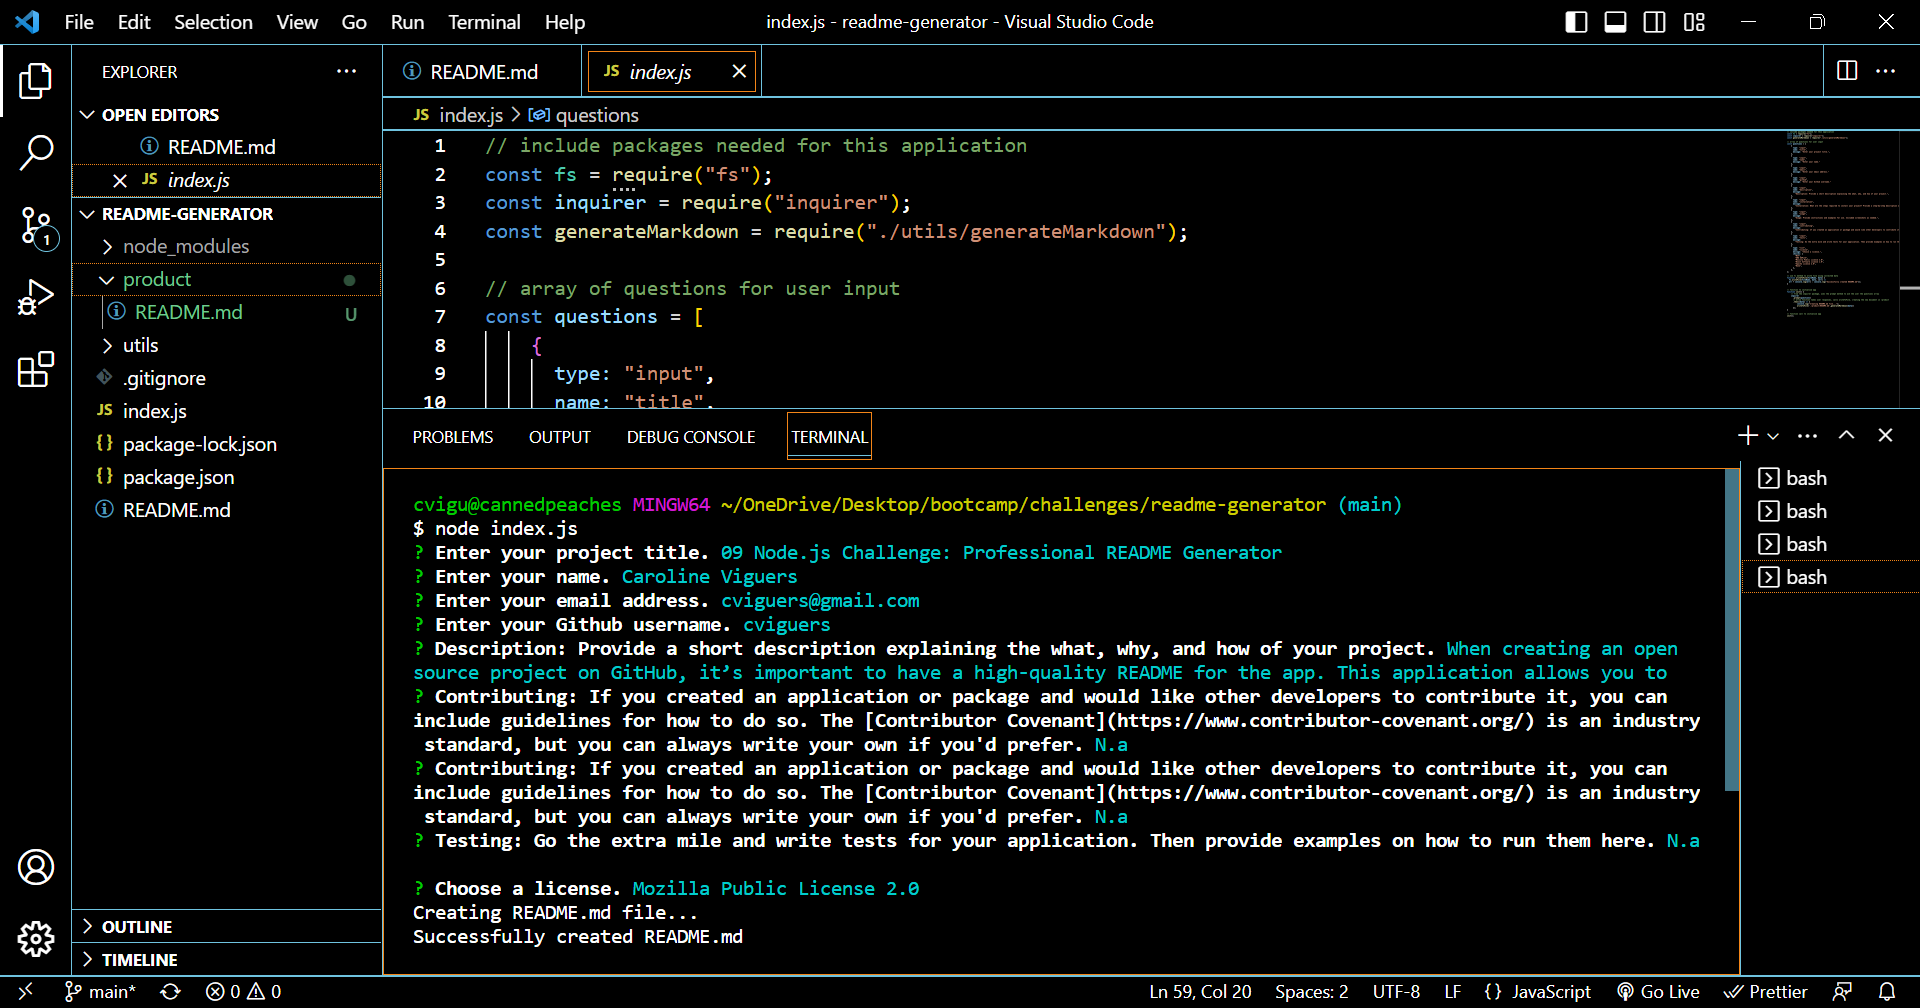 File Edit Selection View Go Run Terminal Help
index.js - readme-generator - Visual Studio Code
EXPLORER
OPEN EDITORS
README.md
JS index.js
README-GENERATOR
node_modules
product
README.md U
utils
.gitignore
JS index.js
{} package-lock.json
{} package.json
README.md
OUTLINE
TIMELINE
1
README.md
JS index.js
JS index.js > questions
1 // include packages needed for this application
2 const fs = require("fs");
3 const inquirer = require("inquirer");
4 const generateMarkdown = require("./utils/generateMarkdown");
5
6 // array of questions for user input
7 const questions = [
8 {
9 type: "input",
10 name: "title",
PROBLEMS OUTPUT DEBUG CONSOLE TERMINAL
cvigu@cannedpeaches MINGW64 ~/OneDrive/Desktop/bootcamp/challenges/readme-generator (main)
$ node index.js
? Enter your project title. 09 Node.js Challenge: Professional README Generator
? Enter your name. Caroline Viguers
? Enter your email address. cviguers@gmail.com
? Enter your Github username. cviguers
? Description: Provide a short description explaining the what, why, and how of your project. When creating an open
source project on GitHub, it’s important to have a high-quality README for the app. This application allows you to
? Contributing: If you created an application or package and would like other developers to contribute it, you can
include guidelines for how to do so. The [Contributor Covenant](https://www.contributor-covenant.org/) is an industry
standard, but you can always write your own if you'd prefer. N.a
? Contributing: If you created an application or package and would like other developers to contribute it, you can
include guidelines for how to do so. The [Contributor Covenant](https://www.contributor-covenant.org/) is an industry
standard, but you can always write your own if you'd prefer. N.a
? Testing: Go the extra mile and write tests for your application. Then provide examples on how to run them here. N.a
? Choose a license. Mozilla Public License 2.0
Creating README.md file...
Successfully created README.md
bash
bash
bash
bash
main* 0 0
Ln 59, Col 20 Spaces: 2 UTF-8 LF {} JavaScript Go Live Prettier